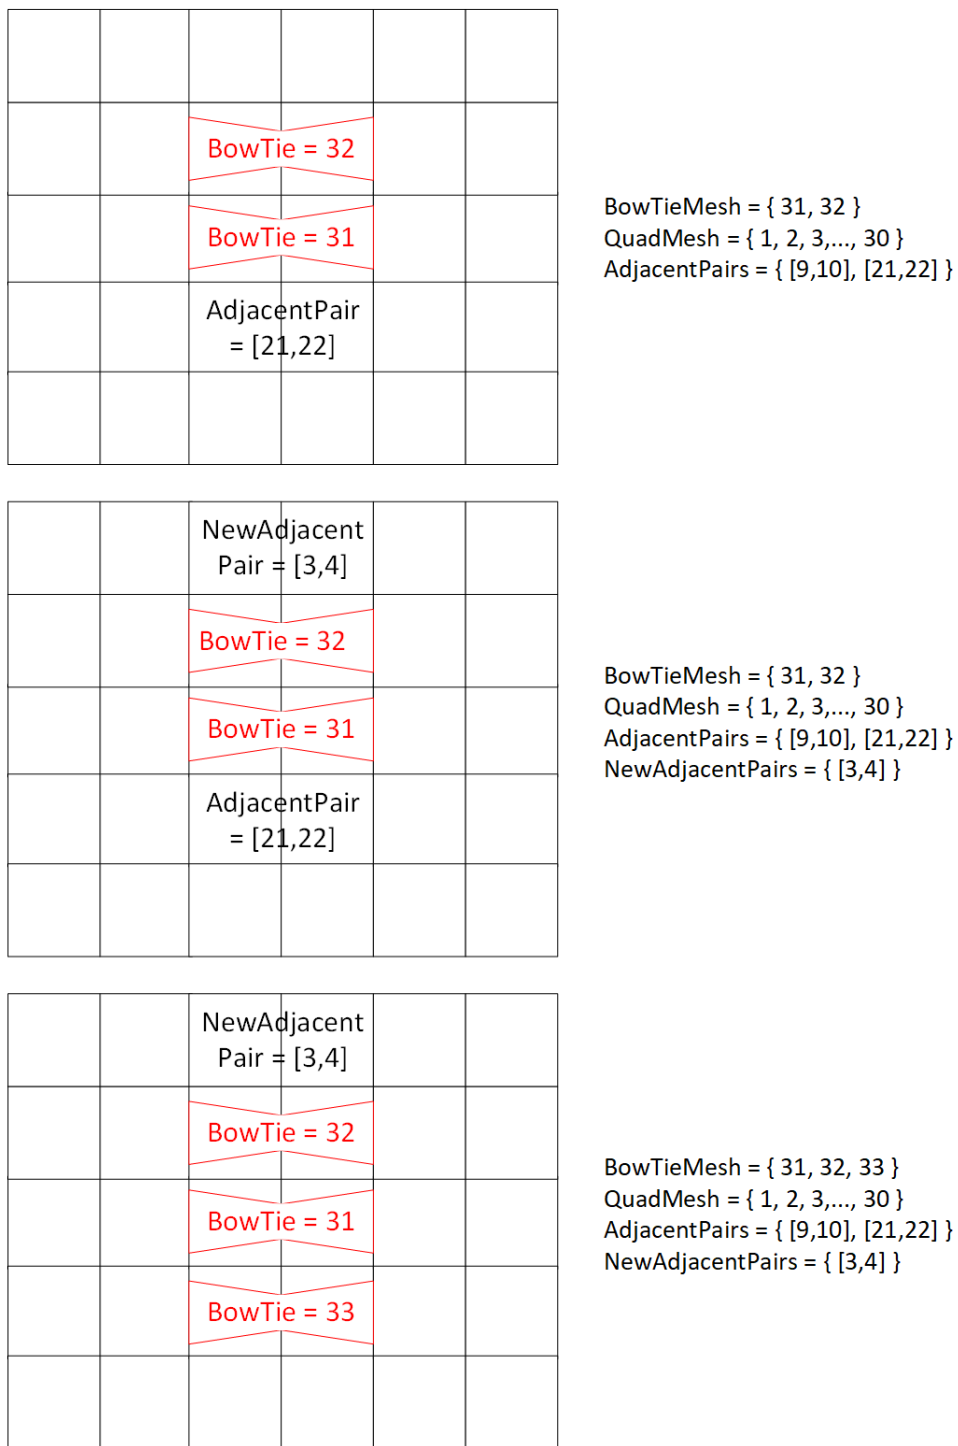 BowTie = 32
BowTie = 31
AdjacentPair
= [21,22]
BowTieMesh = { 31, 32 }
QuadMesh = { 1, 2, 3,..., 30 }
AdjacentPairs = { [9,10], [21,22] }
NewAdjacent
Pair = [3,4]
BowTie = 32
BowTie = 31
AdjacentPair
= [21,22]
BowTieMesh = { 31, 32 }
QuadMesh = { 1, 2, 3,..., 30 }
AdjacentPairs = { [9,10], [21,22] }
NewAdjacentPairs = { [3,4] }
NewAdjacent
Pair = [3,4]
BowTie = 32
BowTie = 31
BowTie = 33
BowTieMesh = { 31, 32, 33 }
QuadMesh = { 1, 2, 3,..., 30 }
AdjacentPairs = { [9,10], [21,22] }
NewAdjacentPairs = { [3,4] }